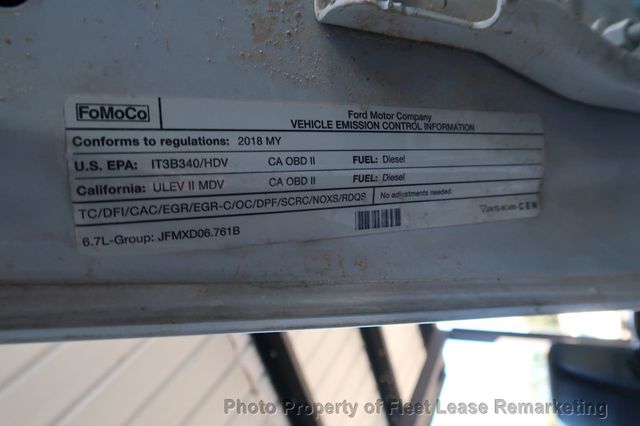 FoMoCo
Ford Motor Company
VEHICLE EMISSION CONTROL INFORMATION
Conforms to regulations: 2018 MY
U.S. EPA: IT3B340/HDV CA OBD II FUEL: Diesel
California: ULEV II MDV CA OBD II FUEL: Diesel
TC/DFI/CAC/EGR/EGR-C/OC/DPF/SCRC/NOXS/RDQS No adjustments needed.
6.7L-Group: JFMXD06.761B
Photo Property of Fleet Lease Remarketing